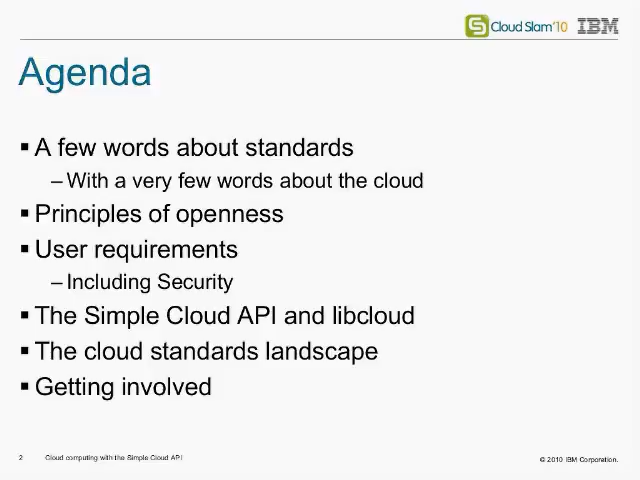 Cloud Slam'10 IBM
Agenda
▪ A few words about standards
– With a very few words about the cloud
▪ Principles of openness
▪ User requirements
– Including Security
▪ The Simple Cloud API and libcloud
▪ The cloud standards landscape
▪ Getting involved
2 Cloud computing with the Simple Cloud API © 2010 IBM Corporation.